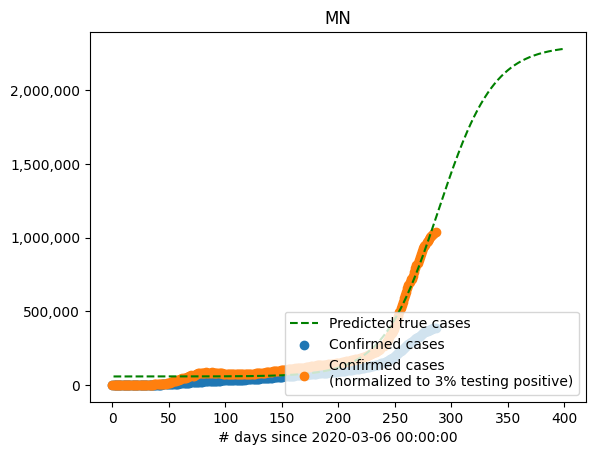 MN
2,000,000
1,500,000
1,000,000
500,000
0
Predicted true cases
Confirmed cases
Confirmed cases
(normalized to 3% testing positive)
0 50 100 150 200 250 300 350 400
# days since 2020-03-06 00:00:00